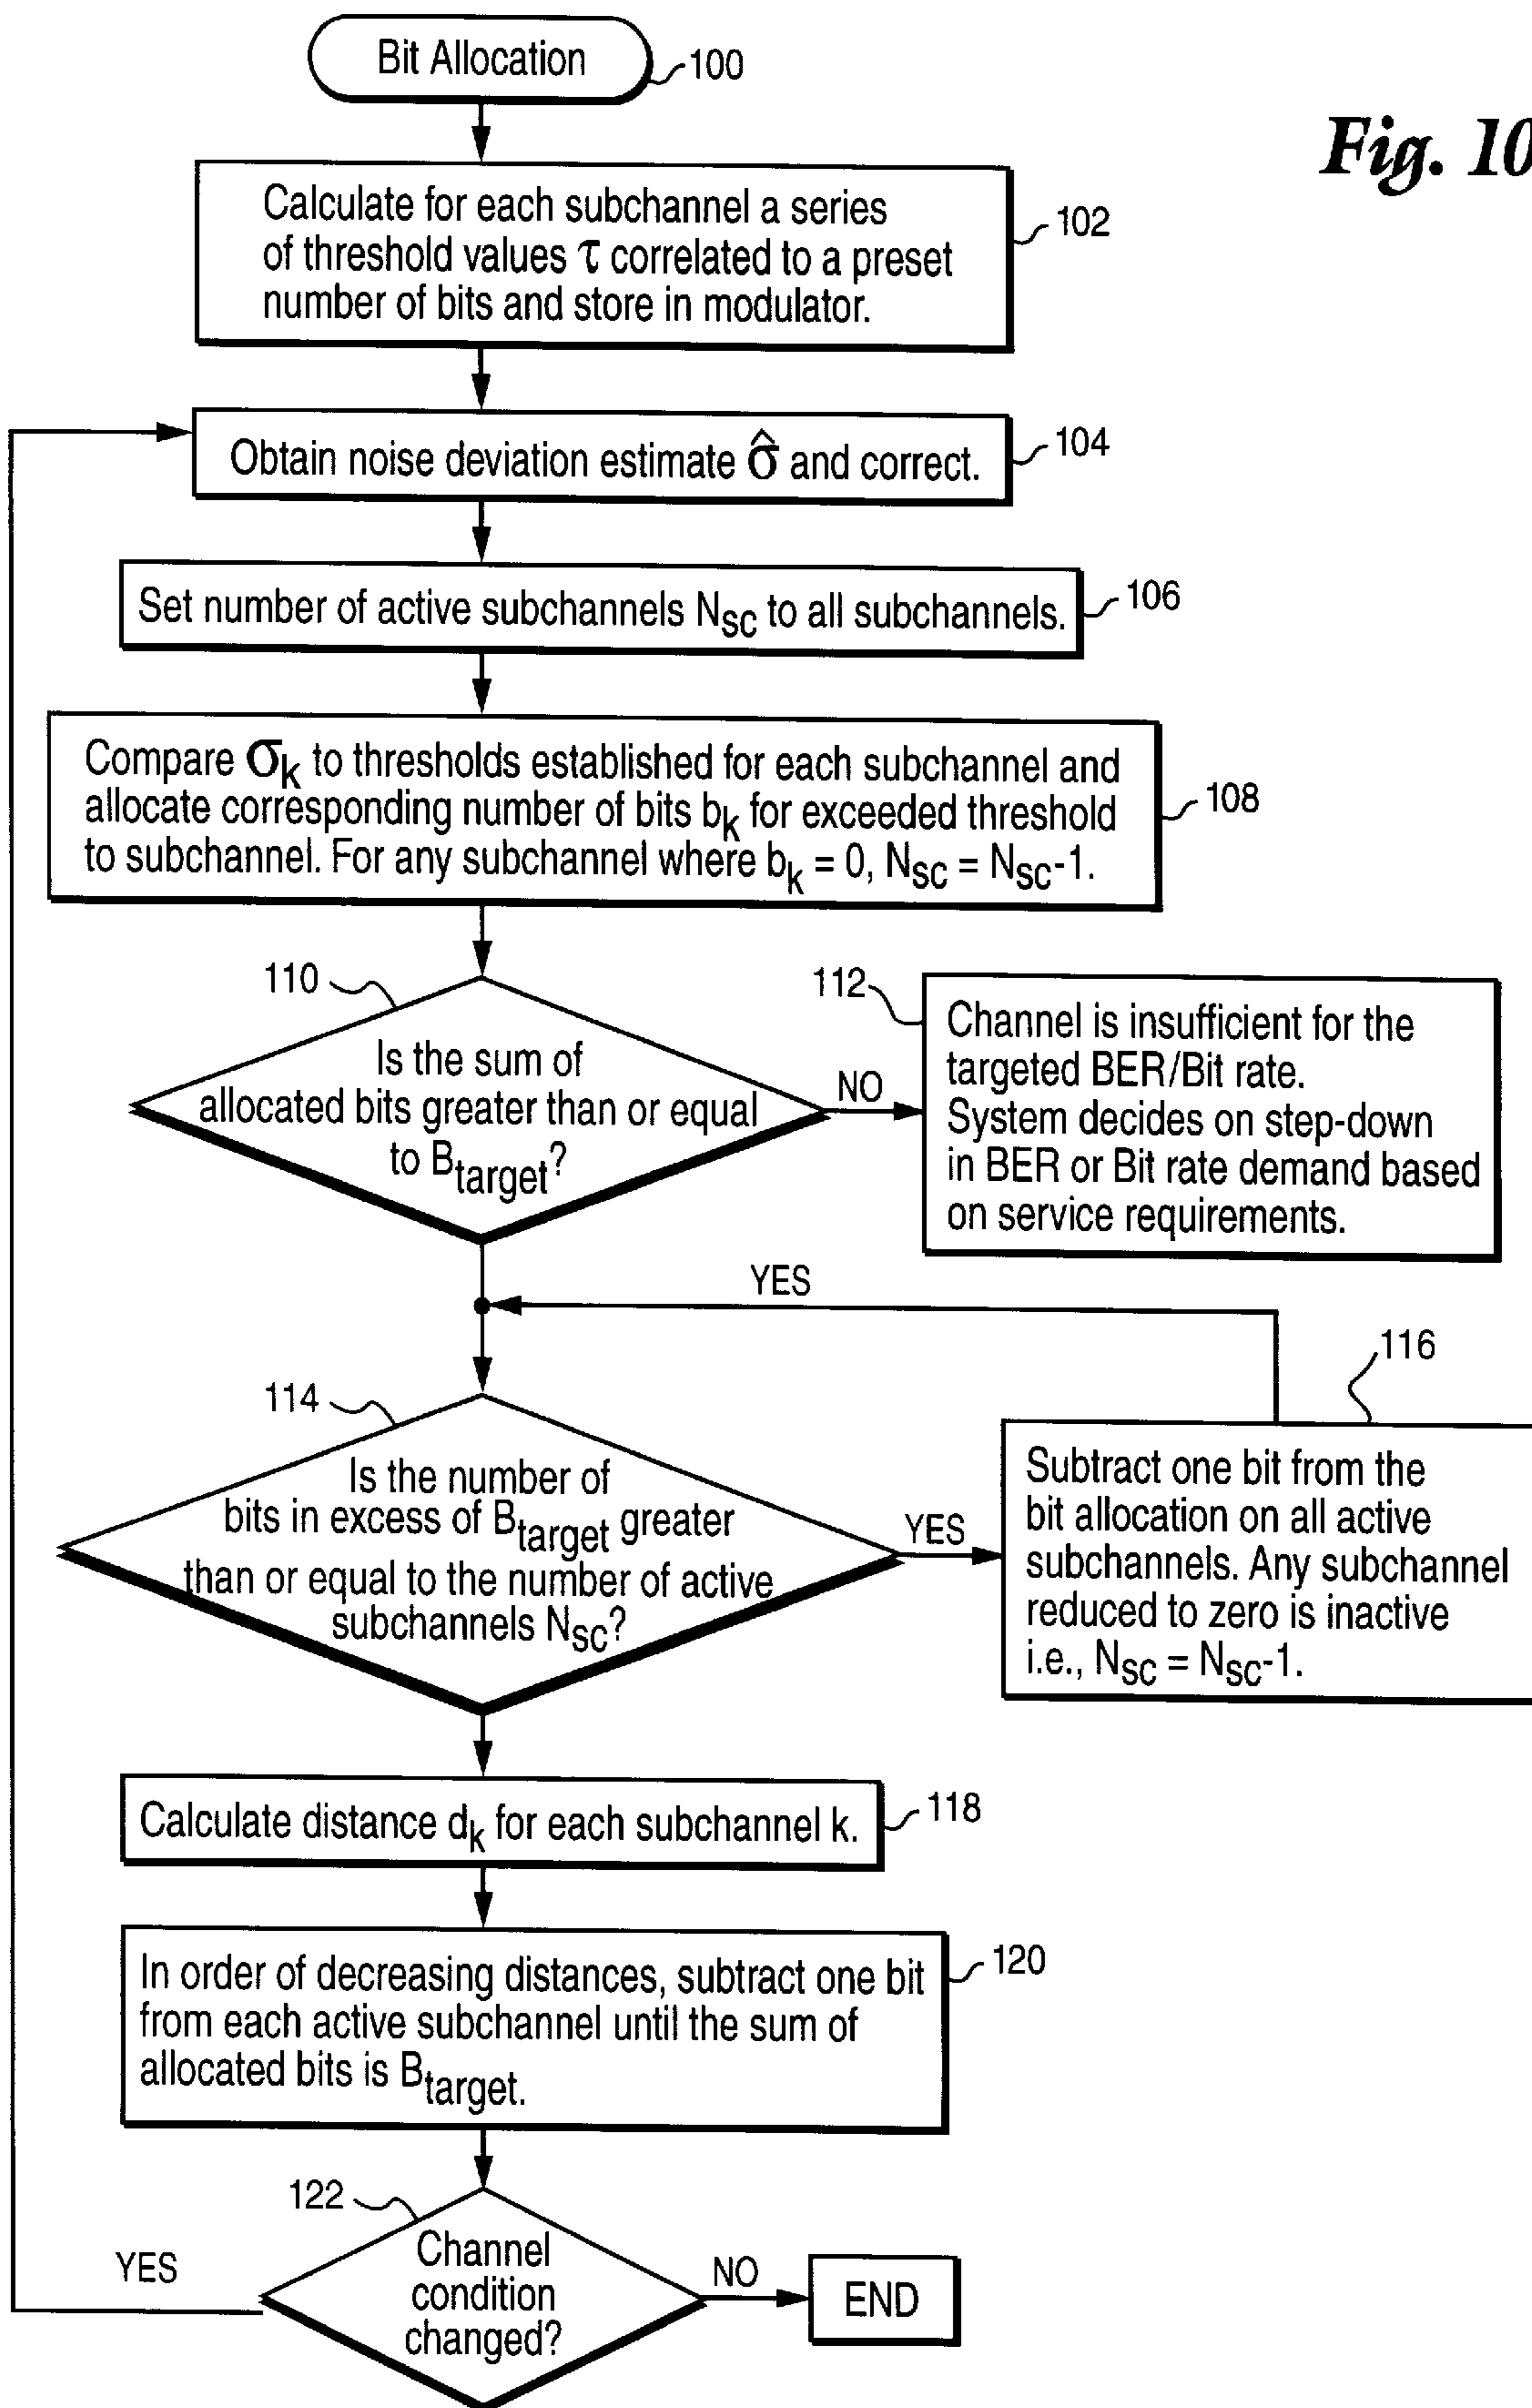 Bit Allocation
100
Fig. 10
Calculate for each subchannel a series
of threshold values τ correlated to a preset
number of bits and store in modulator.
102
Obtain noise deviation estimate σ̂ and correct.
104
Set number of active subchannels NSC to all subchannels.
106
Compare σk to thresholds established for each subchannel and
allocate corresponding number of bits bk for exceeded threshold
to subchannel. For any subchannel where bk = 0, NSC = NSC-1.
108
110
Is the sum of
allocated bits greater than or equal
to Btarget?
NO
112
Channel is insufficient for the
targeted BER/Bit rate.
System decides on step-down
in BER or Bit rate demand based
on service requirements.
YES
114
Is the number of
bits in excess of Btarget greater
than or equal to the number of active
subchannels NSC?
YES
116
Subtract one bit from the
bit allocation on all active
subchannels. Any subchannel
reduced to zero is inactive
i.e., NSC = NSC-1.
Calculate distance dk for each subchannel k.
118
In order of decreasing distances, subtract one bit
from each active subchannel until the sum of
allocated bits is Btarget.
120
122
Channel
condition
changed?
YES
NO
END